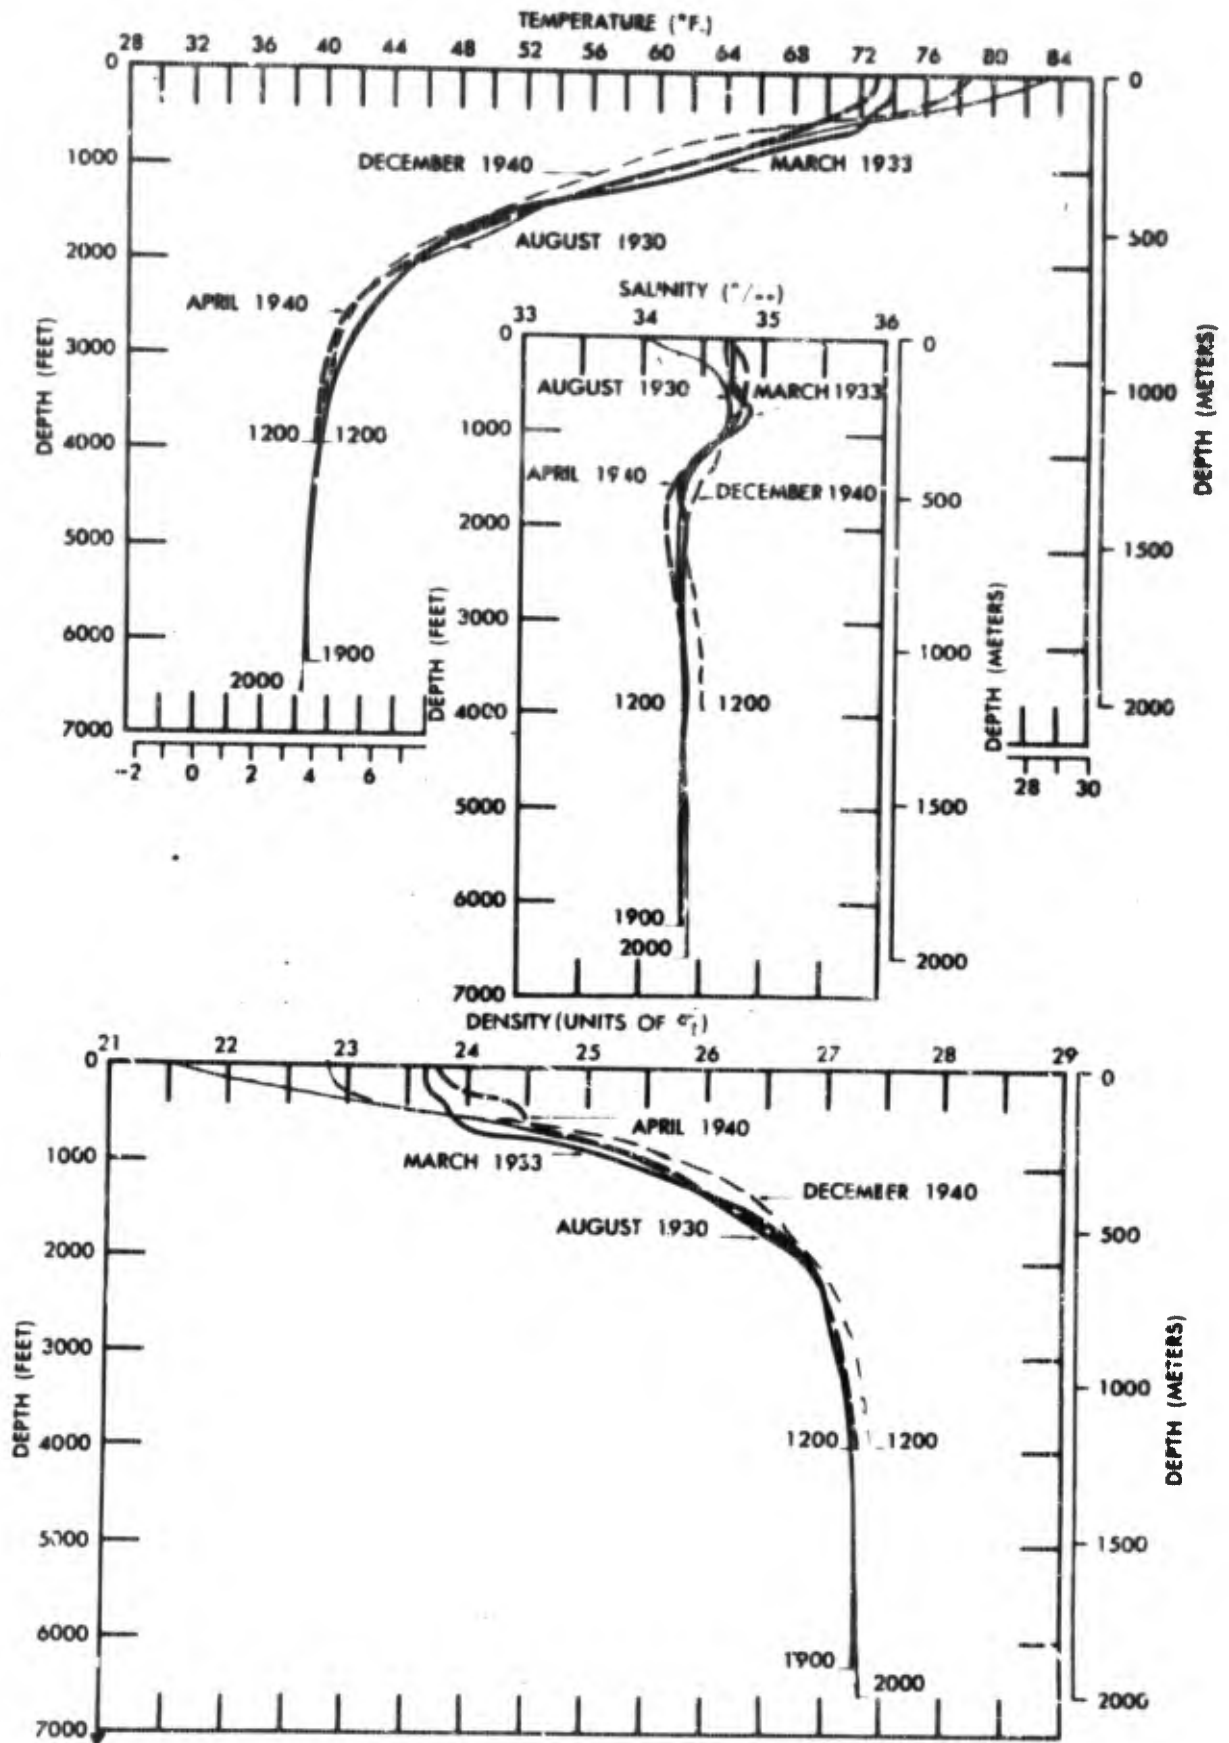 TEMPERATURE (°F.)
28 32 36 40 44 48 52 56 60 64 68 72 76 80 84
0
1000
2000
3000
4000
5000
6000
7000
DEPTH (FEET)
DECEMBER 1940
MARCH 1933
AUGUST 1930
APRIL 1940
1200 1200
1900
2000
-2 0 2 4 6
28 30
0
500
1000
1500
2000
DEPTH (METERS)
SALINITY (°/..)
33 34 35 36
0
1000
2000
3000
4000
5000
6000
7000
DEPTH (FEET)
AUGUST 1930
MARCH 1933
APRIL 1940
DECEMBER 1940
1200 1200
1900
2000
0
500
1000
1500
2000
DEPTH (METERS)
DENSITY (UNITS OF σt)
21 22 23 24 25 26 27 28 29
0
1000
2000
3000
4000
5000
6000
7000
DEPTH (FEET)
APRIL 1940
MARCH 1933
DECEMBER 1940
AUGUST 1930
1200 1200
1900
2000
0
500
1000
1500
2000
DEPTH (METERS)